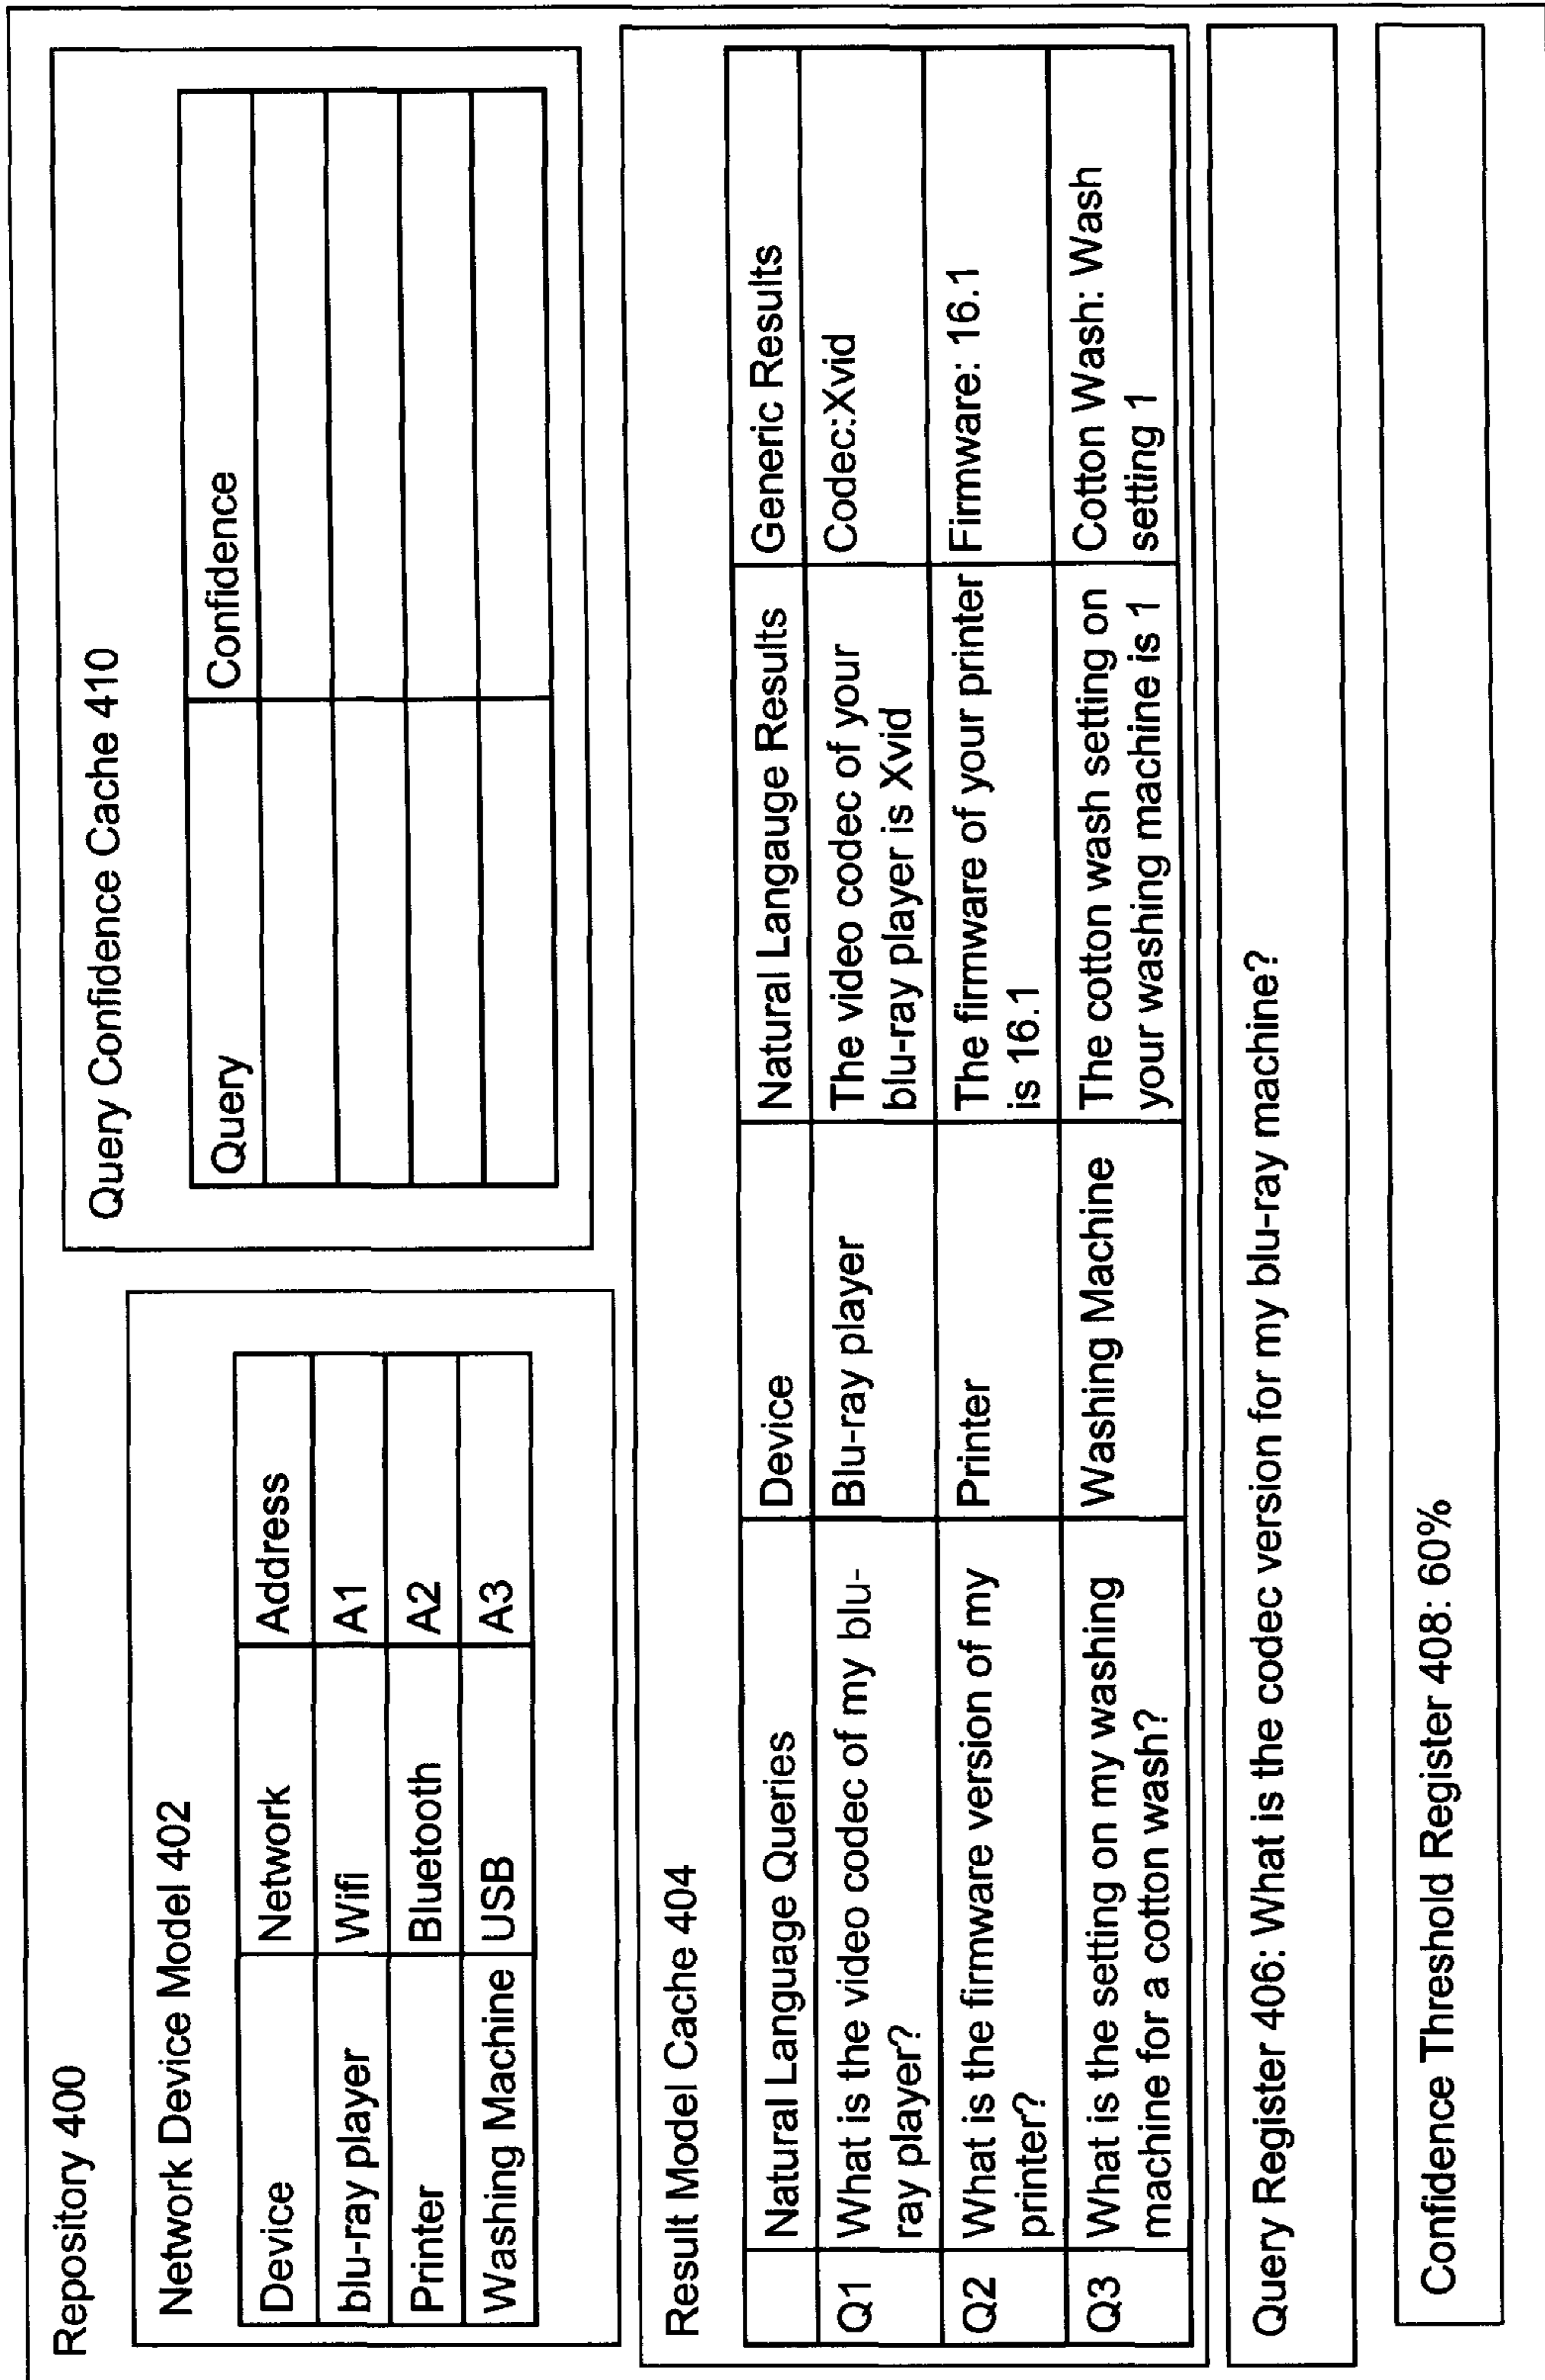 Repository 400
Network Device Model 402
Device Network Address
blu-ray player Wifi A1
Printer Bluetooth A2
Washing Machine USB A3
Query Confidence Cache 410
Query Confidence
Result Model Cache 404
Natural Language Queries Device Natural Langauge Results Generic Results
Q1 What is the video codec of my blu-
ray player?
Blu-ray player
The video codec of your
blu-ray player is Xvid
Codec:Xvid
Q2 What is the firmware version of my
printer?
Printer
The firmware of your printer
is 16.1
Firmware: 16.1
Q3 What is the setting on my washing
machine for a cotton wash?
Washing Machine
The cotton wash setting on
your washing machine is 1
Cotton Wash: Wash
setting 1
Query Register 406: What is the codec version for my blu-ray machine?
Confidence Threshold Register 408: 60%